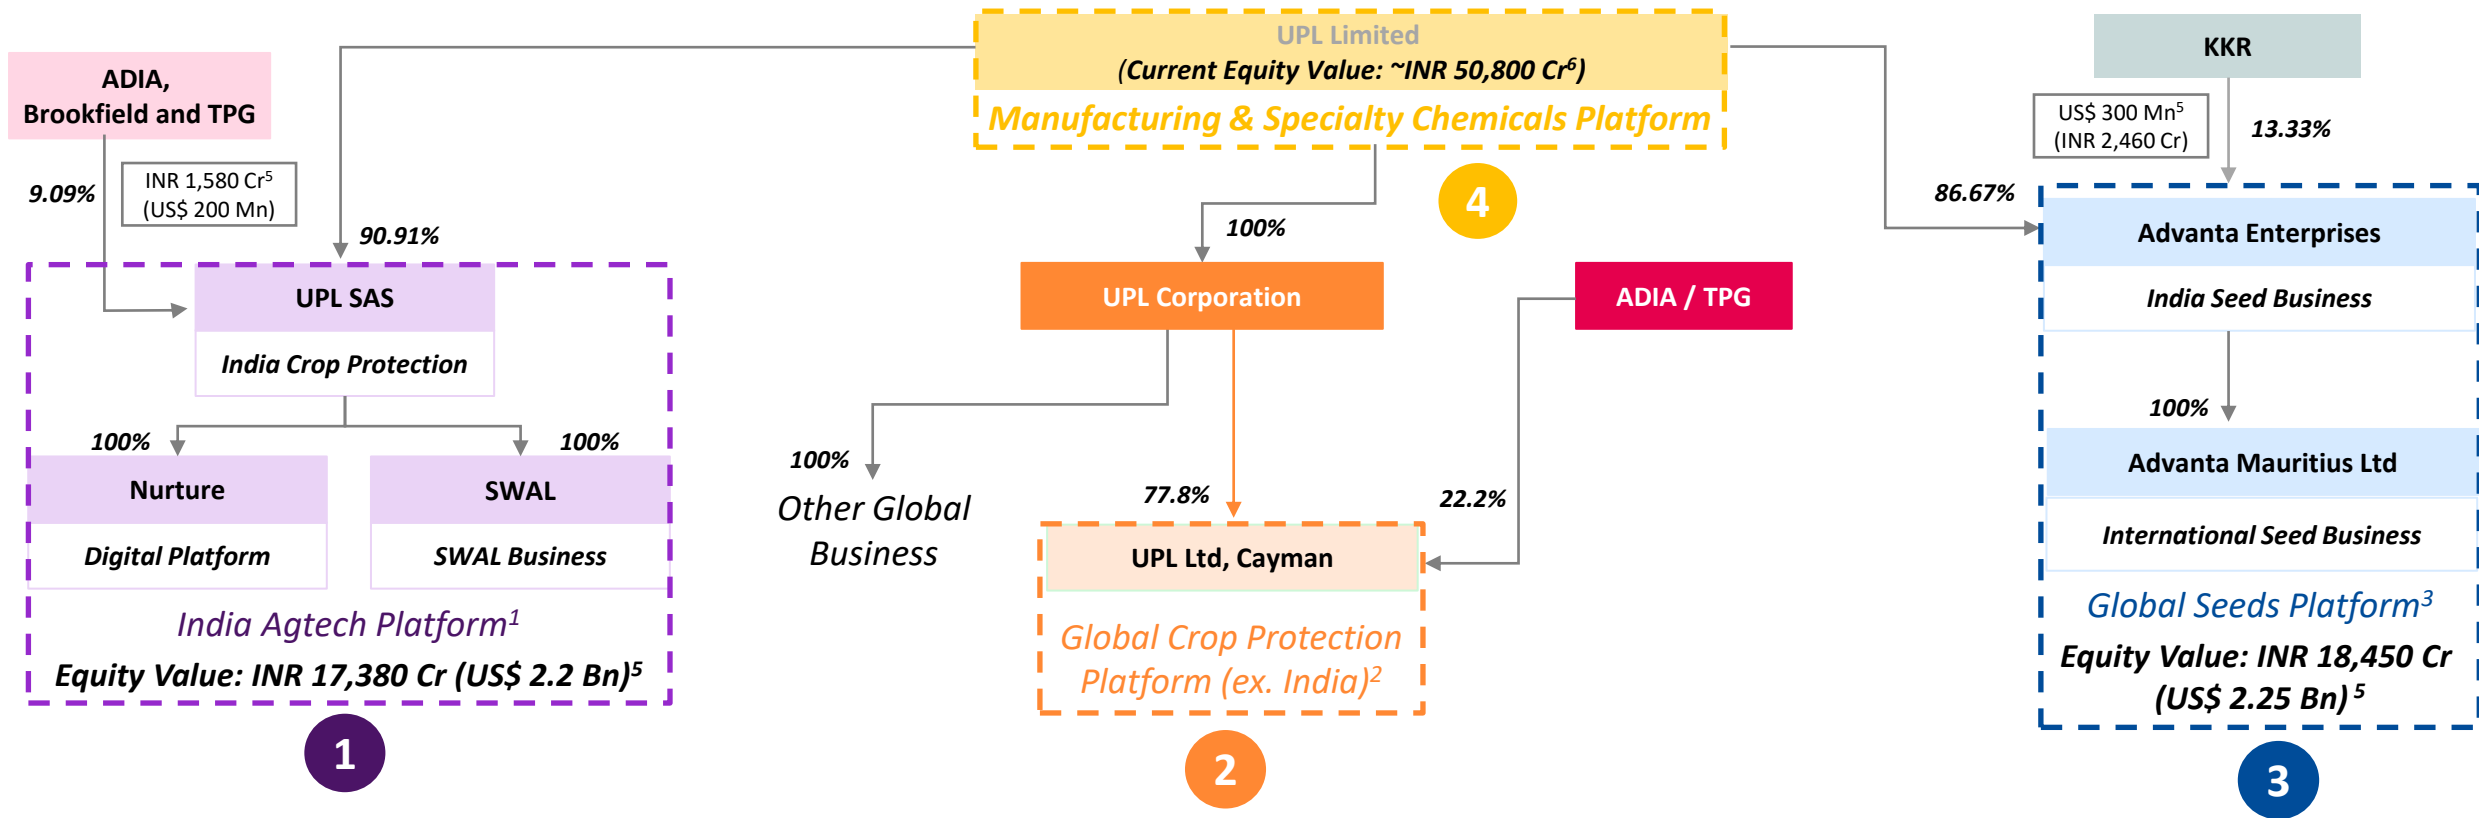 UPL Limited
(Current Equity Value: ~INR 50,800 Cr6)
Manufacturing & Specialty Chemicals Platform
4
ADIA,
Brookfield and TPG
9.09%
INR 1,580 Cr5
(US$ 200 Mn)
90.91%
UPL SAS
India Crop Protection
100%
100%
Nurture
Digital Platform
SWAL
SWAL Business
India Agtech Platform1
Equity Value: INR 17,380 Cr (US$ 2.2 Bn)5
1
100%
UPL Corporation
ADIA / TPG
100%
Other Global
Business
77.8%
22.2%
UPL Ltd, Cayman
Global Crop Protection
Platform (ex. India)2
2
KKR
US$ 300 Mn5
(INR 2,460 Cr)
13.33%
86.67%
Advanta Enterprises
India Seed Business
100%
Advanta Mauritius Ltd
International Seed Business
Global Seeds Platform3
Equity Value: INR 18,450 Cr
(US$ 2.25 Bn) 5
3